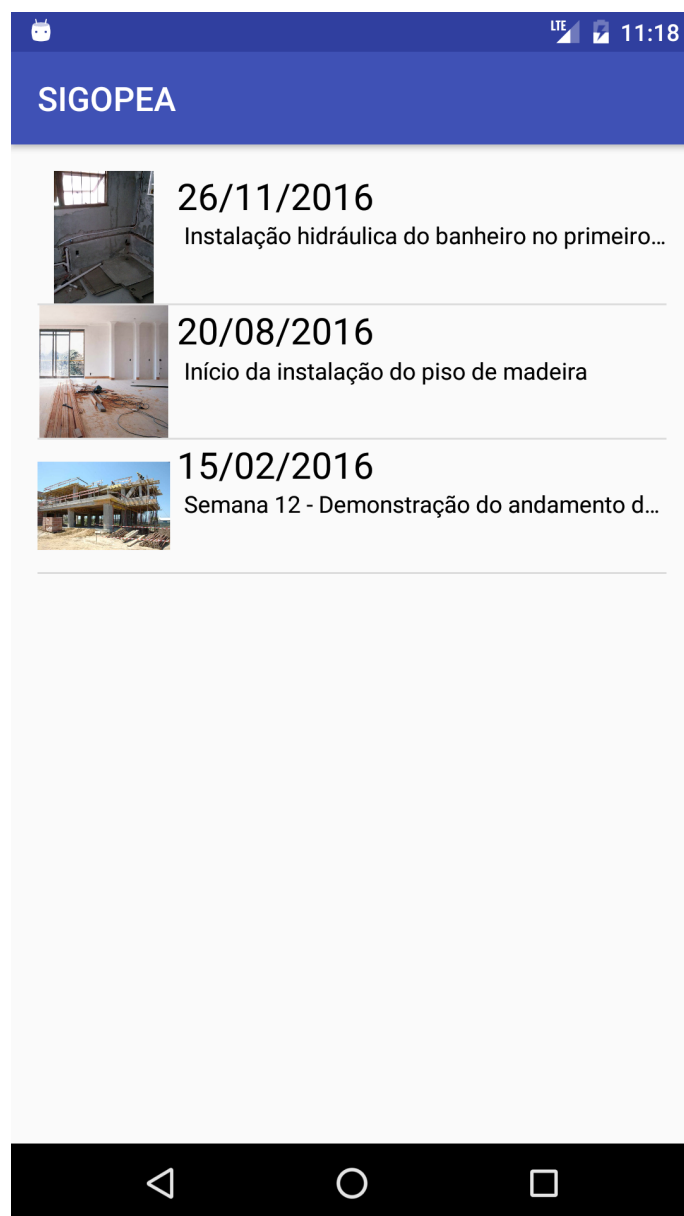 LTE 11:18
SIGOPEA
26/11/2016
Instalação hidráulica do banheiro no primeiro…
20/08/2016
Início da instalação do piso de madeira
15/02/2016
Semana 12 - Demonstração do andamento d…